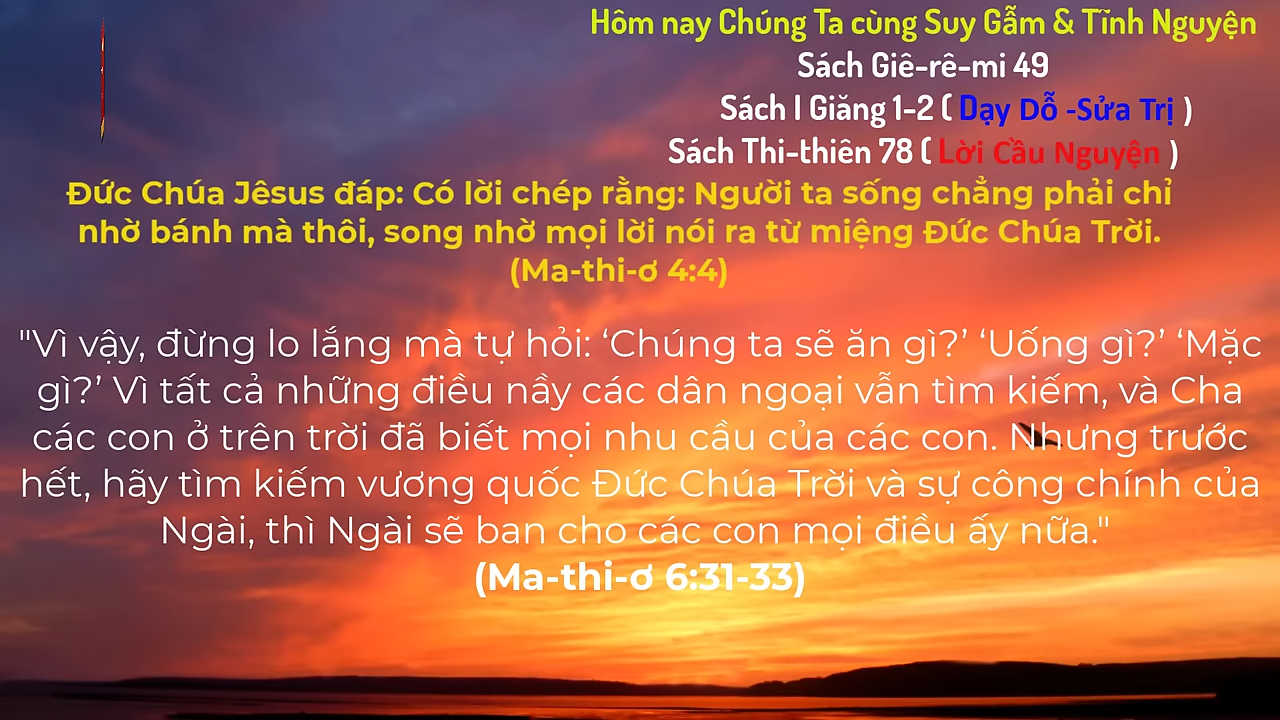 Hôm nay Chúng Ta cùng Suy Gẫm & Tĩnh Nguyện
Sách Giê-rê-mi 49
Sách I Giăng 1-2 ( Dạy Dỗ -Sửa Trị )
Sách Thi-thiên 78 ( Lời Cầu Nguyện )
Đức Chúa Jêsus đáp: Có lời chép rằng: Người ta sống chẳng phải chỉ
nhờ bánh mà thôi, song nhờ mọi lời nói ra từ miệng Đức Chúa Trời.
(Ma-thi-ơ 4:4)
"Vì vậy, đừng lo lắng mà tự hỏi: ‘Chúng ta sẽ ăn gì?’ ‘Uống gì?’ ‘Mặc
gì?’ Vì tất cả những điều nầy các dân ngoại vẫn tìm kiếm, và Cha
các con ở trên trời đã biết mọi nhu cầu của các con. Nhưng trước
hết, hãy tìm kiếm vương quốc Đức Chúa Trời và sự công chính của
Ngài, thì Ngài sẽ ban cho các con mọi điều ấy nữa."
(Ma-thi-ơ 6:31-33)